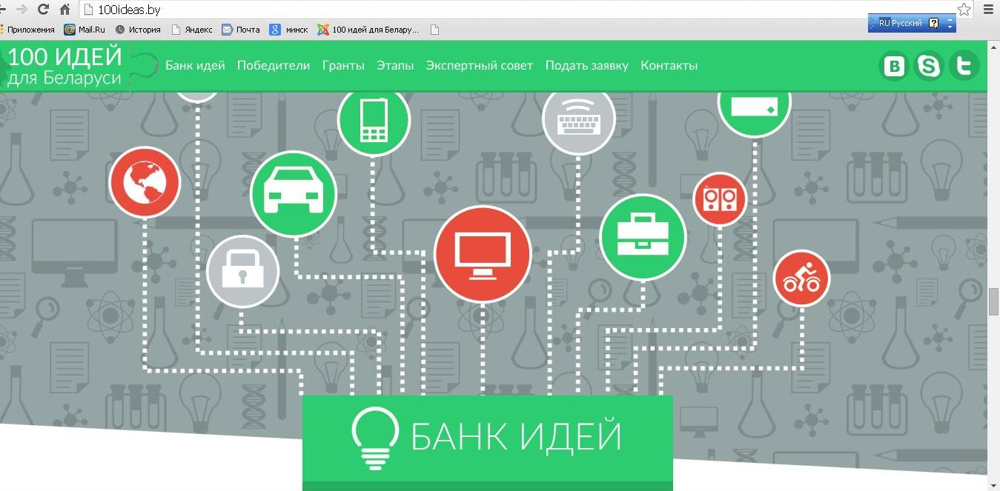 100ideas.by
Приложения Mail.Ru История Яндекс Почта минск 100 идей для Белару...
RU Русский ?
100 ИДЕЙ
для Беларуси
Банк идей Победители Гранты Этапы Экспертный совет Подать заявку Контакты
БАНК ИДЕЙ